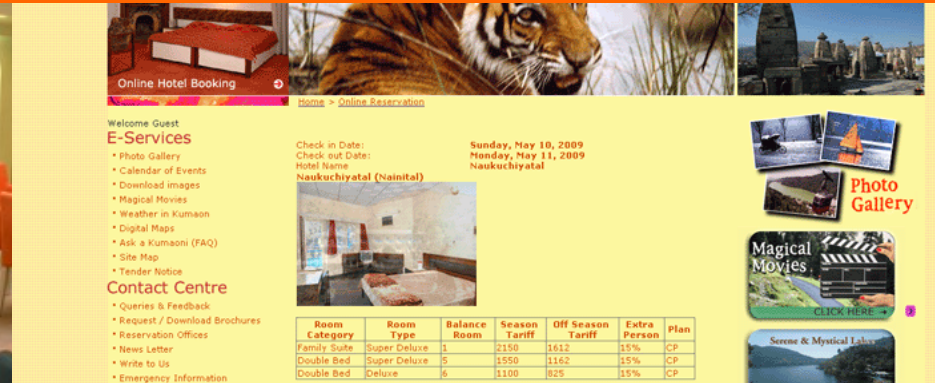 Online Hotel Booking
Home > Online Reservation
Welcome Guest
E-Services
Photo Gallery
Calendar of Events
Download images
Magical Movies
Weather in Kumaon
Digital Maps
Ask a Kumaoni (FAQ)
Site Map
Tender Notice
Contact Centre
Queries & Feedback
Request / Download Brochures
Reservation Offices
News Letter
Write to Us
Emergency Information
Check in Date: Sunday, May 10, 2009
Check out Date: Monday, May 11, 2009
Hotel Name Naukuchiyatal
Naukuchiyatal (Nainital)
Room Category Room Type Balance Room Season Tariff Off Season Tariff Extra Person Plan
Family Suite Super Deluxe 1 2150 1612 15% CP
Double Bed Super Deluxe 5 1550 1162 15% CP
Double Bed Deluxe 6 1100 825 15% CP
Photo
Gallery
Magical
Movies
CLICK HERE
Serene & Mystical Lakes